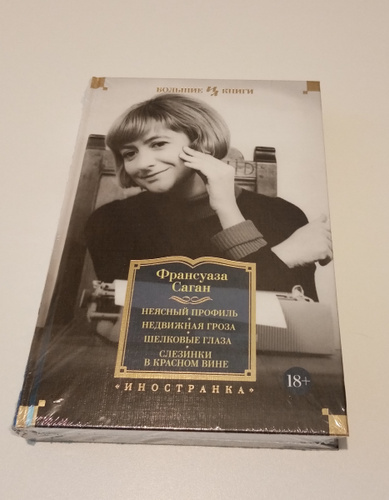 БОЛЬШИЕ КНИГИ
Франсуаза
Саган
НЕЯСНЫЙ ПРОФИЛЬ
НЕДВИЖНАЯ ГРОЗА
ШЕЛКОВЫЕ ГЛАЗА
СЛЕЗИНКИ
В КРАСНОМ ВИНЕ
«ИНОСТРАНКА»
18+